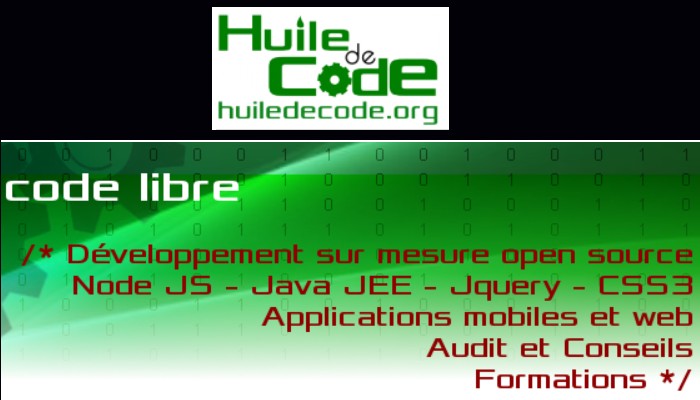 Huile
de
Code
huiledecode.org
code libre
/* Développement sur mesure open source
Node JS - Java JEE - Jquery - CSS3
Applications mobiles et web
Audit et Conseils
Formations */